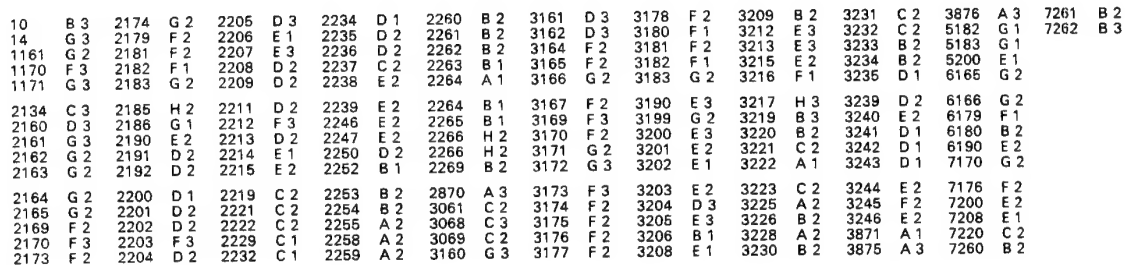 10 B 3 2174 G 2 2205 D 3 2234 D 1 2260 B 2 3161 D 3 3178 F 2 3209 B 2 3231 C 2 3876 A 3 7261 B 2
14 G 3 2179 F 2 2206 E 1 2235 D 2 2261 B 2 3162 D 3 3180 F 1 3212 E 3 3232 C 2 5182 G 1 7262 B 3
1161 G 2 2181 F 2 2207 E 3 2236 D 2 2262 B 2 3164 F 2 3181 F 2 3213 E 3 3233 B 2 5183 G 1
1170 F 3 2182 F 1 2208 D 2 2237 C 2 2263 B 1 3165 F 2 3182 F 1 3215 E 2 3234 B 2 5200 E 1
1171 G 3 2183 G 2 2209 D 2 2238 E 2 2264 A 1 3166 G 2 3183 G 2 3216 F 1 3235 D 1 6165 G 2
2134 C 3 2185 H 2 2211 D 2 2239 E 2 2264 B 1 3167 F 2 3190 E 3 3217 H 3 3239 D 2 6166 G 2
2160 D 3 2186 G 1 2212 F 3 2246 E 2 2265 B 1 3169 F 3 3199 G 2 3219 B 3 3240 E 2 6179 F 1
2161 G 3 2190 E 2 2213 D 2 2247 E 2 2266 H 2 3170 F 2 3200 E 3 3220 B 2 3241 D 1 6180 B 2
2162 G 2 2191 D 2 2214 E 1 2250 D 2 2266 H 2 3171 G 2 3201 E 2 3221 C 2 3242 D 1 6190 E 2
2163 G 2 2192 D 2 2215 E 2 2252 B 1 2269 B 2 3172 G 3 3202 E 1 3222 A 1 3243 D 1 7170 G 2
2164 G 2 2200 D 1 2219 C 2 2253 B 2 2870 A 3 3173 F 3 3203 E 2 3223 C 2 3244 E 2 7176 F 2
2165 G 2 2201 D 2 2221 C 2 2254 B 2 3061 C 2 3174 F 2 3204 D 3 3225 A 2 3245 F 2 7200 E 2
2169 F 2 2202 D 2 2222 C 2 2255 A 2 3068 C 3 3175 F 2 3205 E 3 3226 B 2 3246 E 2 7208 E 1
2170 F 3 2203 F 3 2229 C 1 2258 A 2 3069 C 2 3176 F 2 3206 B 1 3228 A 2 3871 A 1 7220 C 2
2173 F 2 2204 D 2 2232 C 1 2259 A 2 3160 G 3 3177 F 2 3208 E 1 3230 B 2 3875 A 3 7260 B 2